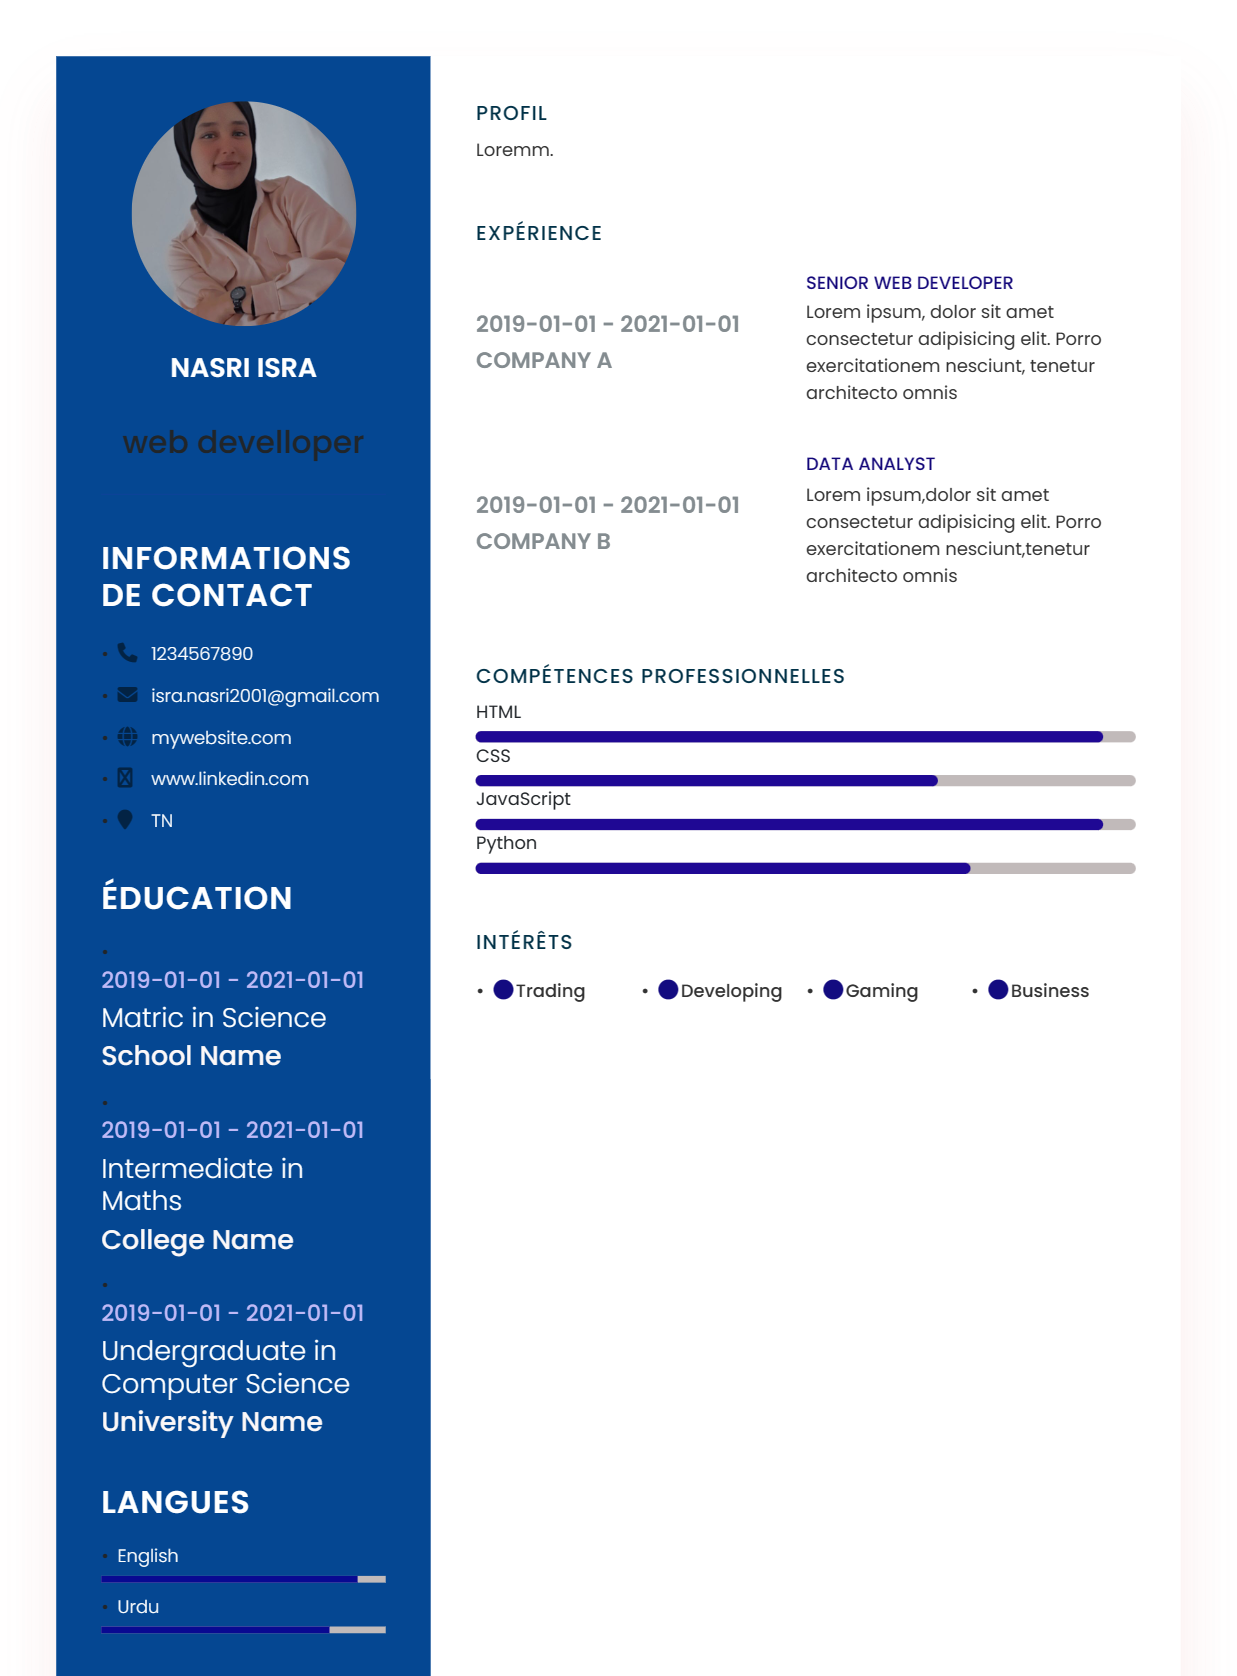 NASRI ISRA
web develloper
INFORMATIONS
DE CONTACT
• 1234567890
• isra.nasri2001@gmail.com
• mywebsite.com
• www.linkedin.com
• TN
ÉDUCATION
•
2019-01-01 - 2021-01-01
Matric in Science
School Name
•
2019-01-01 - 2021-01-01
Intermediate in
Maths
College Name
•
2019-01-01 - 2021-01-01
Undergraduate in
Computer Science
University Name
LANGUES
• English
• Urdu
PROFIL
Loremm.
EXPÉRIENCE
2019-01-01 - 2021-01-01
COMPANY A
SENIOR WEB DEVELOPER
Lorem ipsum, dolor sit amet
consectetur adipisicing elit. Porro
exercitationem nesciunt, tenetur
architecto omnis
2019-01-01 - 2021-01-01
COMPANY B
DATA ANALYST
Lorem ipsum,dolor sit amet
consectetur adipisicing elit. Porro
exercitationem nesciunt,tenetur
architecto omnis
COMPÉTENCES PROFESSIONNELLES
HTML
CSS
JavaScript
Python
INTÉRÊTS
• Trading • Developing • Gaming • Business